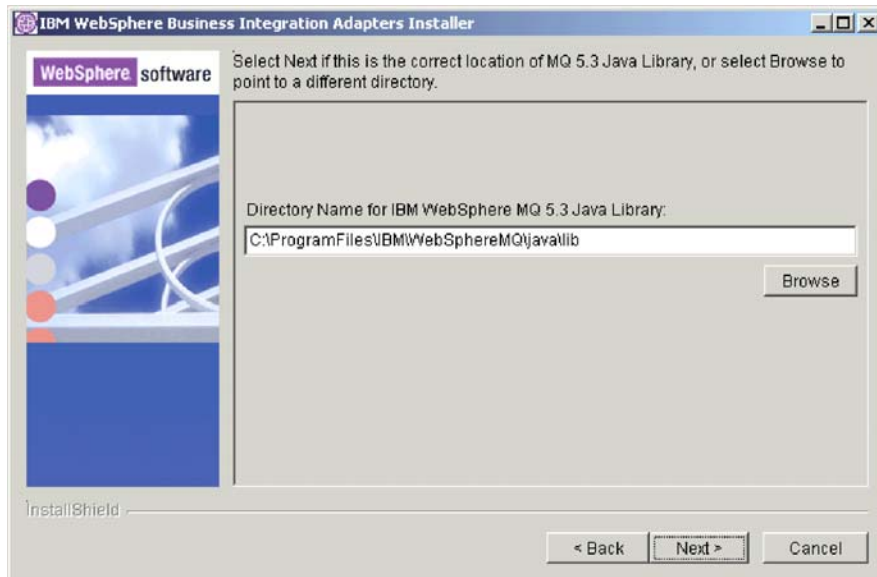 IBM WebSphere Business Integration Adapters Installer
WebSphere software
Select Next if this is the correct location of MQ 5.3 Java Library, or select Browse to
point to a different directory.
Directory Name for IBM WebSphere MQ 5.3 Java Library:
C:\ProgramFiles\IBM\WebSphereMQ\java\lib
Browse
InstallShield
< Back
Next >
Cancel